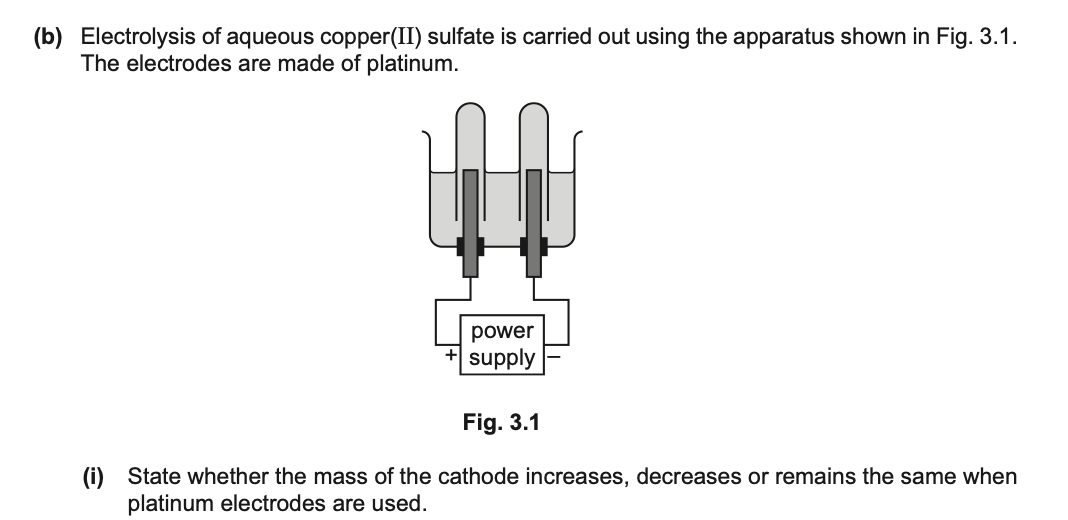 (b) Electrolysis of aqueous copper(II) sulfate is carried out using the apparatus shown in Fig. 3.1.
The electrodes are made of platinum.
power
+ supply –
Fig. 3.1
(i) State whether the mass of the cathode increases, decreases or remains the same when
platinum electrodes are used.